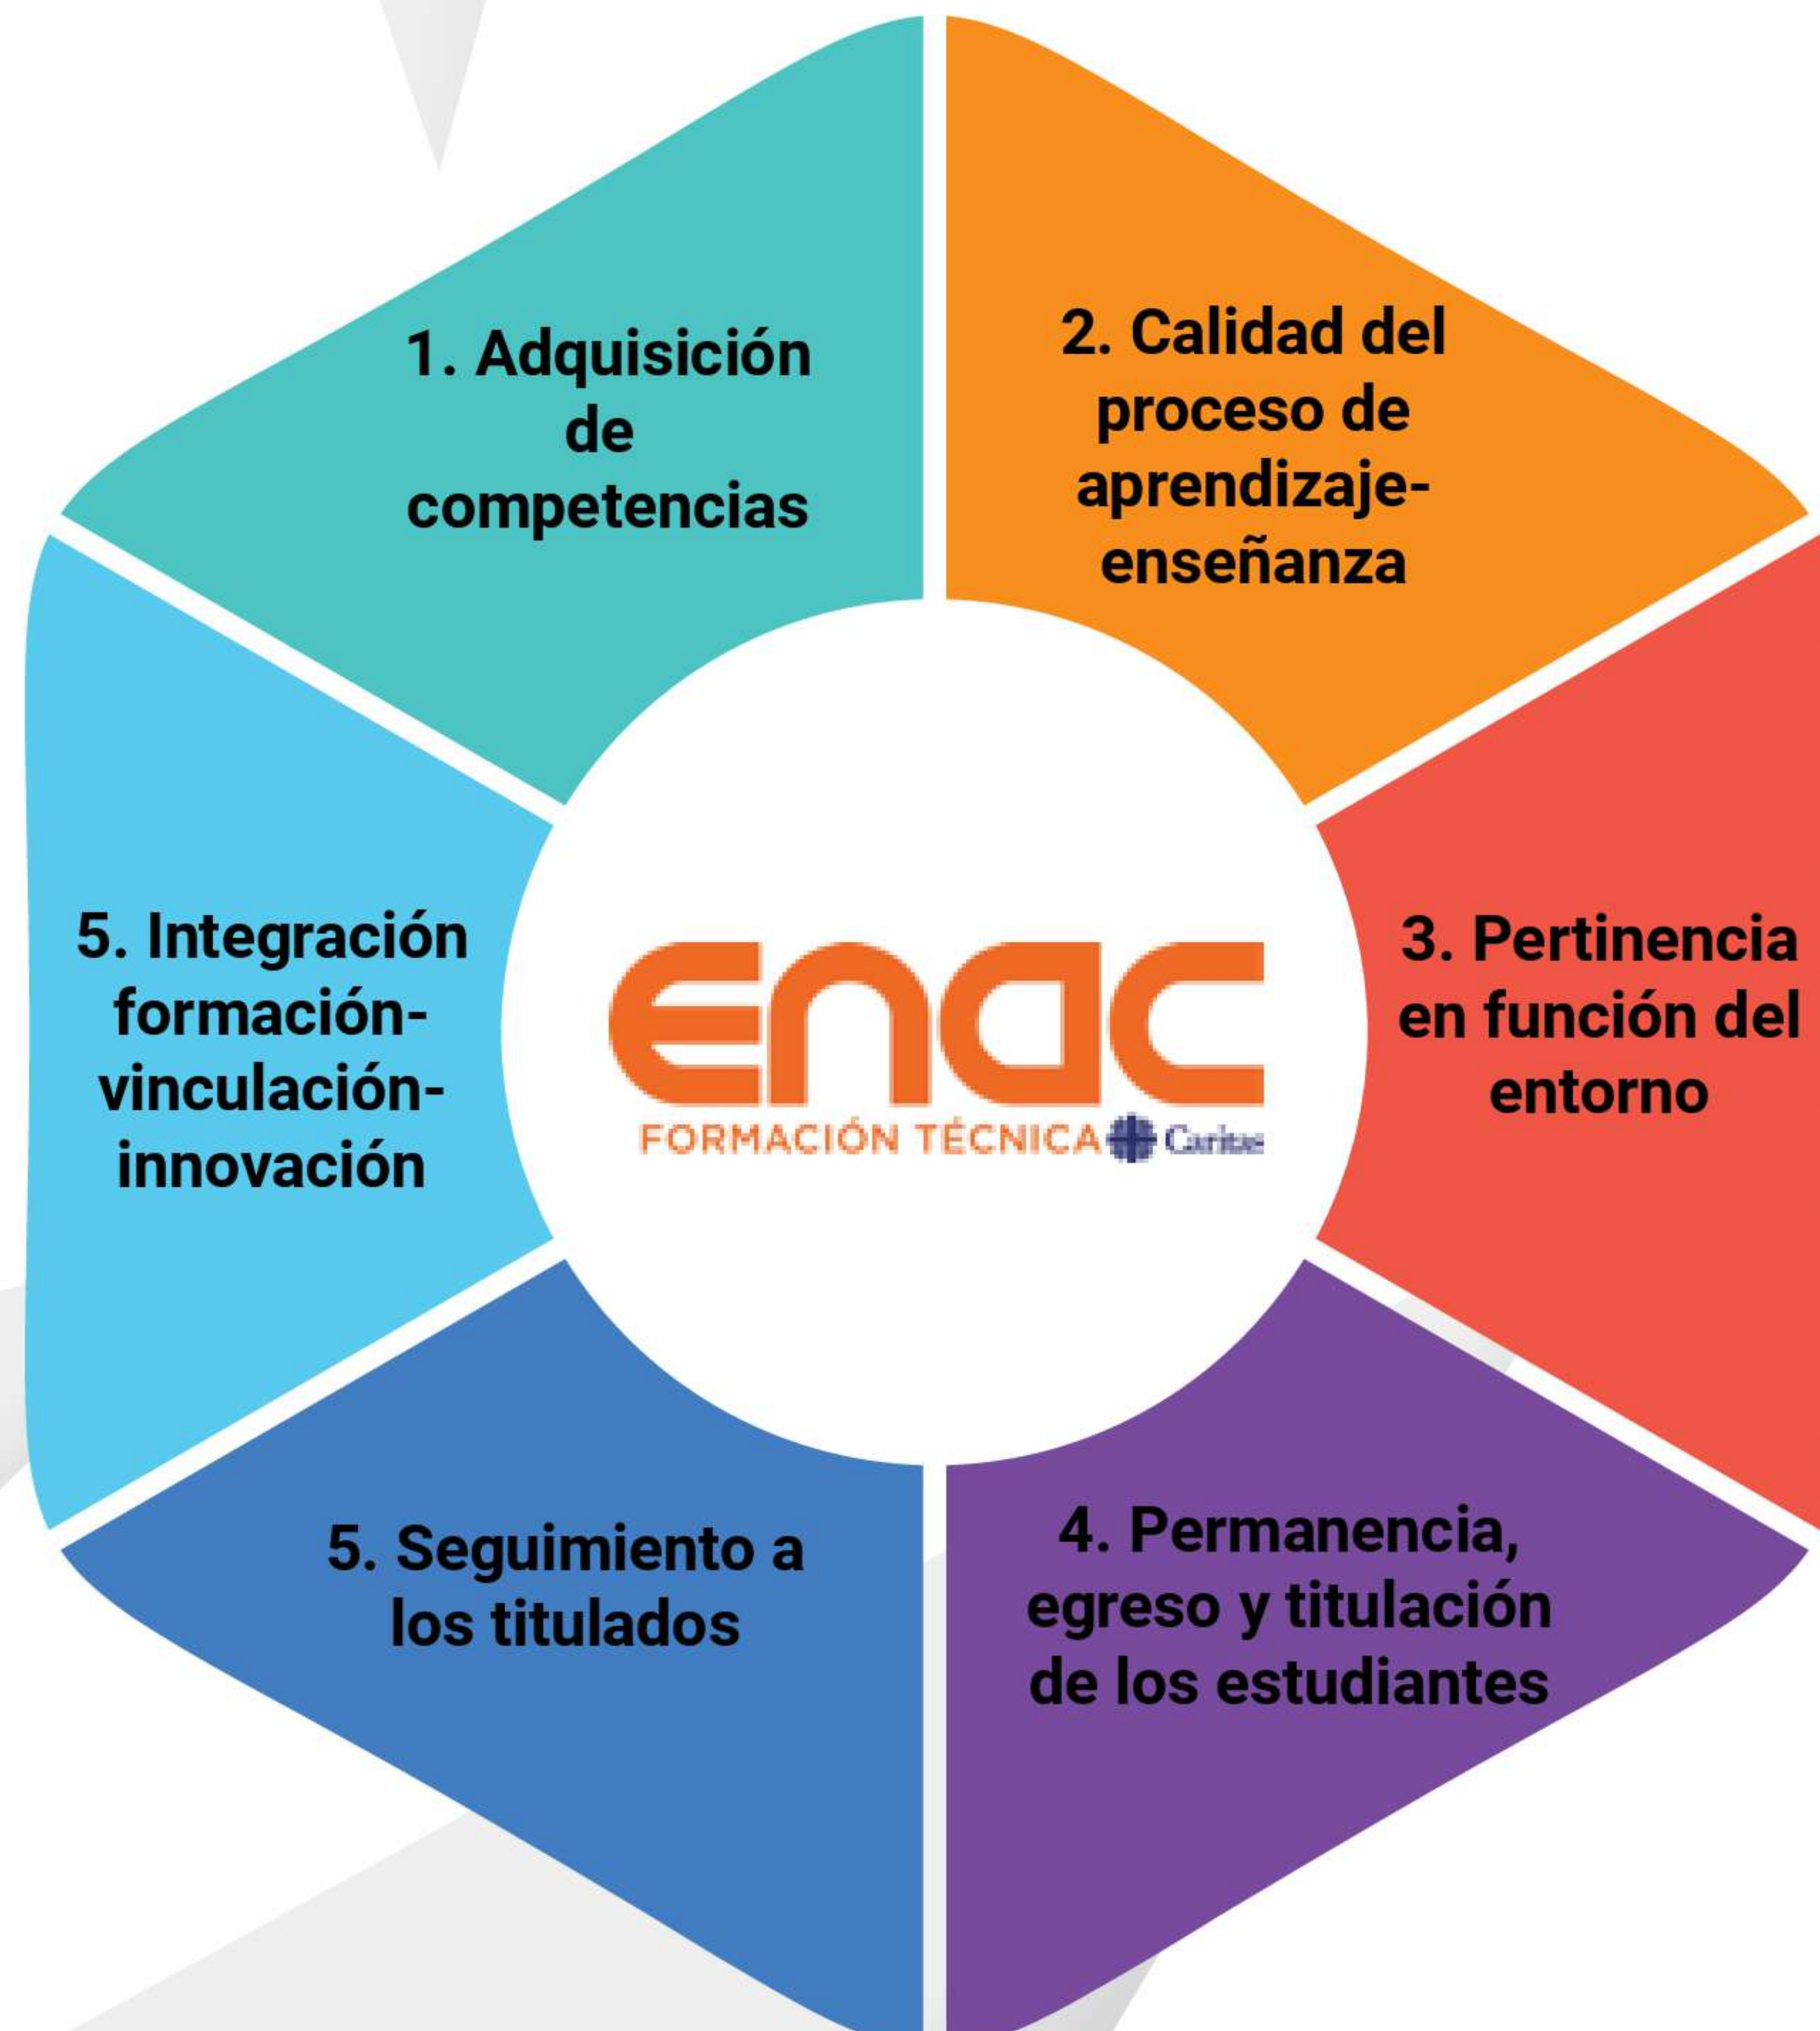 1. Adquisición
de
competencias
2. Calidad del
proceso de
aprendizaje-
enseñanza
3. Pertinencia
en función del
entorno
4. Permanencia,
egreso y titulación
de los estudiantes
5. Seguimiento a
los titulados
5. Integración
formación-
vinculación-
innovación
enac
FORMACIÓN TÉCNICA Caritas